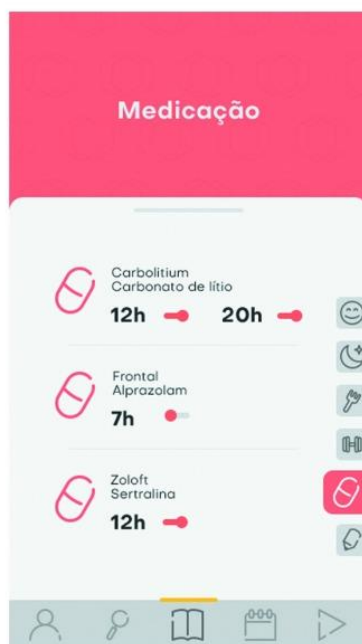 Medicação
Carbolitium
Carbonato de lítio
12h 20h
Frontal
Alprazolam
7h
Zoloft
Sertralina
12h